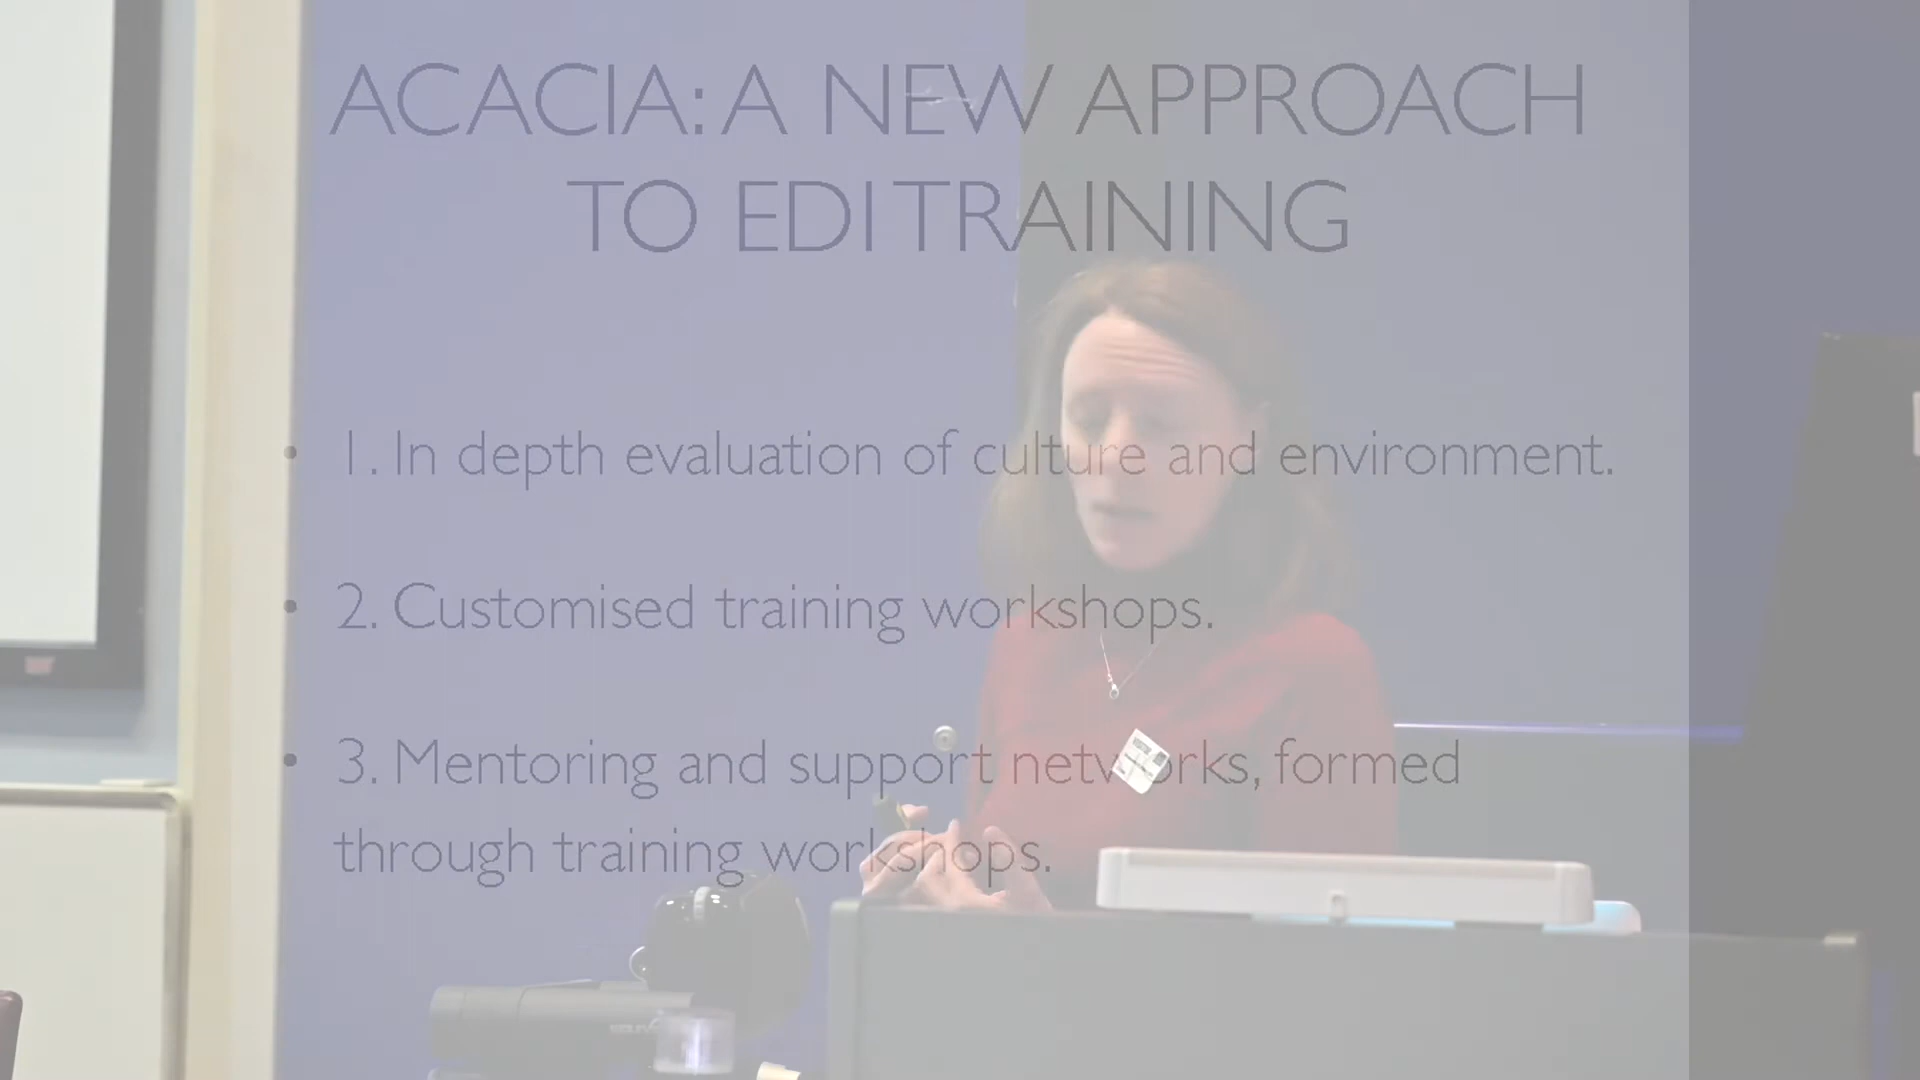 ACACIA: A NEW APPROACH
TO EDI TRAINING
• 1. In depth evaluation of culture and environment.
• 2. Customised training workshops.
• 3. Mentoring and support networks, formed
through training workshops.